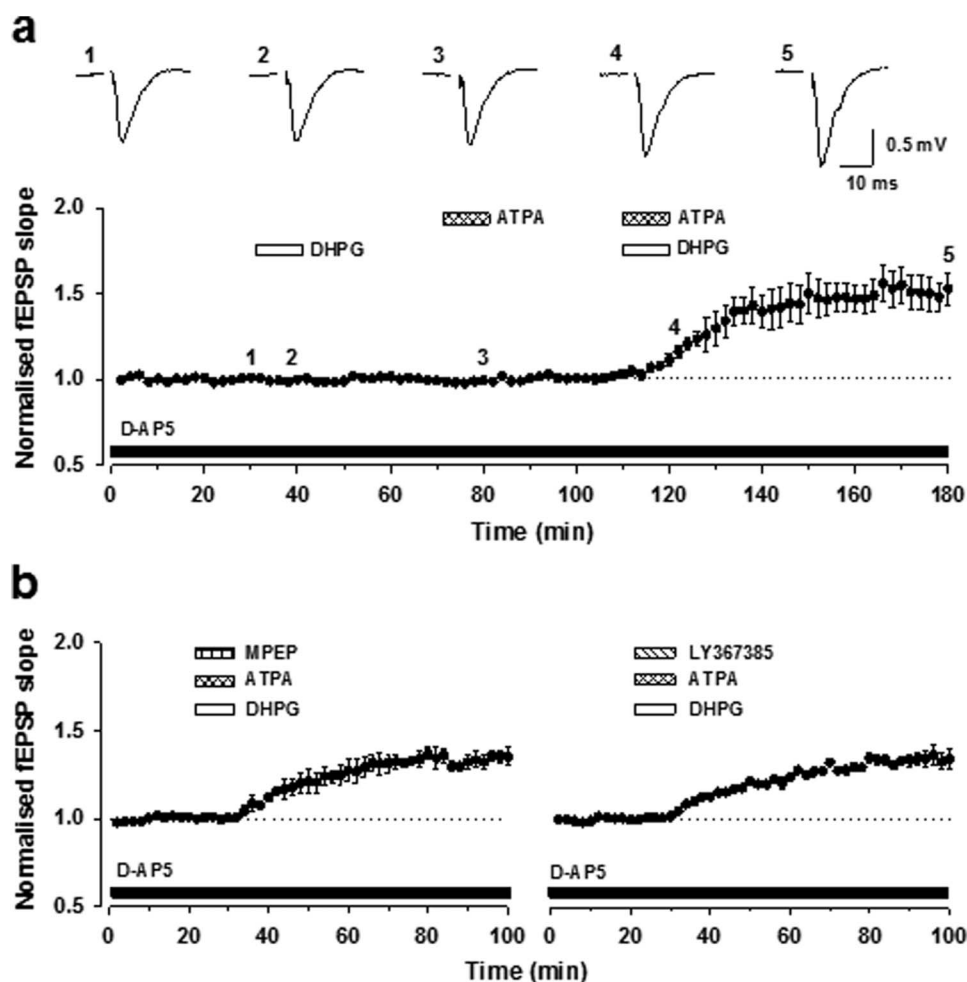 a
1 2 3 4 5
0.5 mV
10 ms
Normalised fEPSP slope
2.0
ATPA ATPA
DHPG DHPG
1.5
5
4
1 2 3
1.0
D-AP5
0.5
0 20 40 60 80 100 120 140 160 180
Time (min)
b
Normalised fEPSP slope
2.0
MPEP LY367385
ATPA ATPA
DHPG DHPG
1.5
1.0
D-AP5 D-AP5
0.5
0 20 40 60 80 100 0 20 40 60 80 100
Time (min) Time (min)